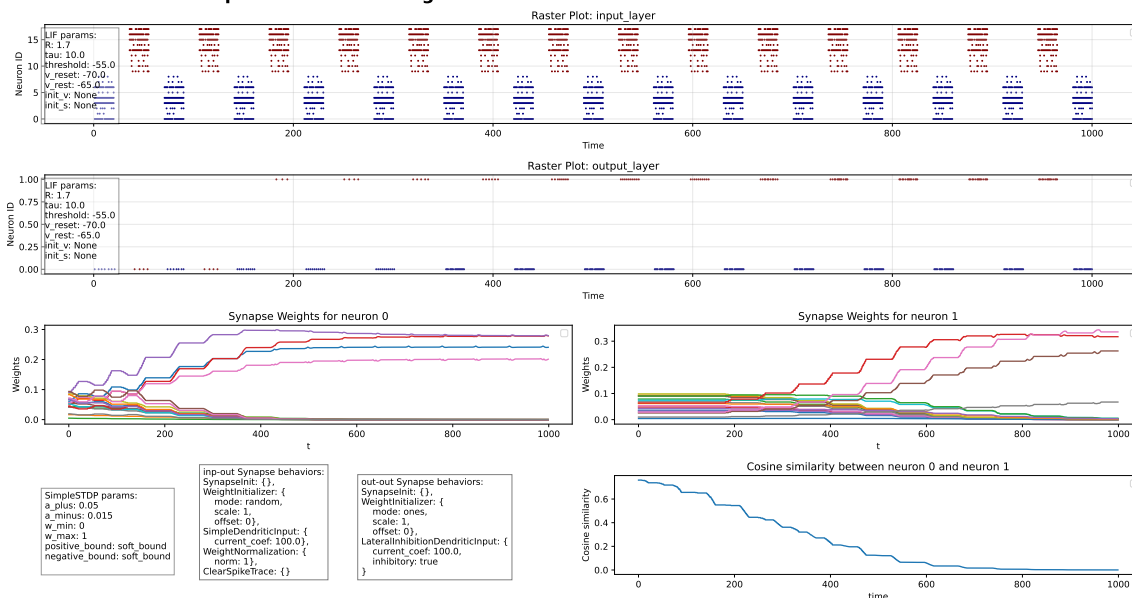 Raster Plot: input_layer
Neuron ID
15
10
5
0
LIF params:
R: 1.7
tau: 10.0
threshold: -55.0
v_reset: -70.0
v_rest: -65.0
init_v: None
init_s: None
0
200
400
600
800
1000
Time
Raster Plot: output_layer
Neuron ID
1.00
0.75
0.50
0.25
0.00
LIF params:
R: 1.7
tau: 10.0
threshold: -55.0
v_reset: -70.0
v_rest: -65.0
init_v: None
init_s: None
0
200
400
600
800
1000
Time
Synapse Weights for neuron 0
Weights
0.3
0.2
0.1
0.0
0
200
400
600
800
1000
t
Synapse Weights for neuron 1
Weights
0.3
0.2
0.1
0.0
0
200
400
600
800
1000
t
SimpleSTDP params:
a_plus: 0.05
a_minus: 0.015
w_min: 0
w_max: 1
positive_bound: soft_bound
negative_bound: soft_bound
inp-out Synapse behaviors:
SynapseInit: {},
WeightInitializer: {
mode: random,
scale: 1,
offset: 0},
SimpleDendriticInput: {
current_coef: 100.0},
WeightNormalization: {
norm: 1},
ClearSpikeTrace: {}
out-out Synapse behaviors:
SynapseInit: {},
WeightInitializer: {
mode: ones,
scale: 1,
offset: 0},
LateralInhibitionDendriticInput: {
current_coef: 100.0,
inhibitory: true
}
Cosine similarity between neuron 0 and neuron 1
Cosine similarity
0.6
0.4
0.2
0.0
0
200
400
600
800
1000
time